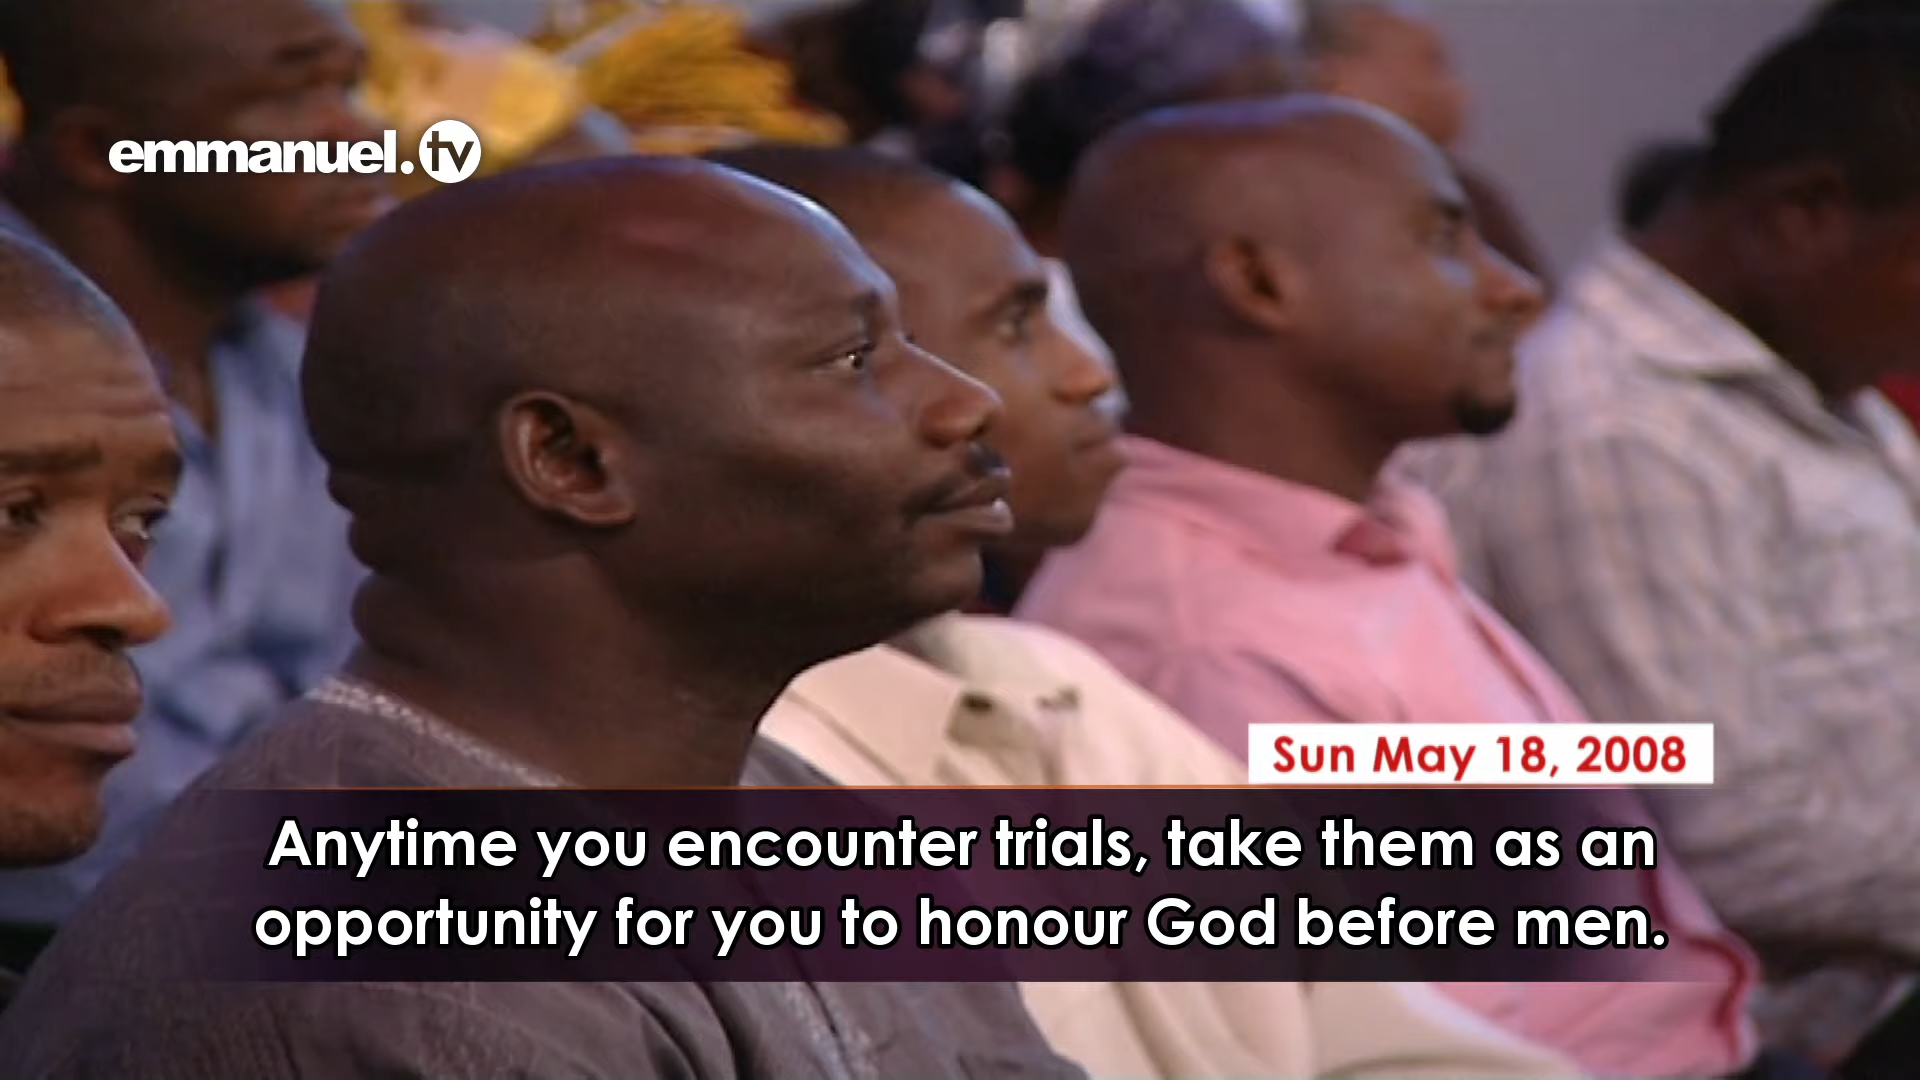 emmanuel.tv
Sun May 18, 2008
Anytime you encounter trials, take them as an
opportunity for you to honour God before men.